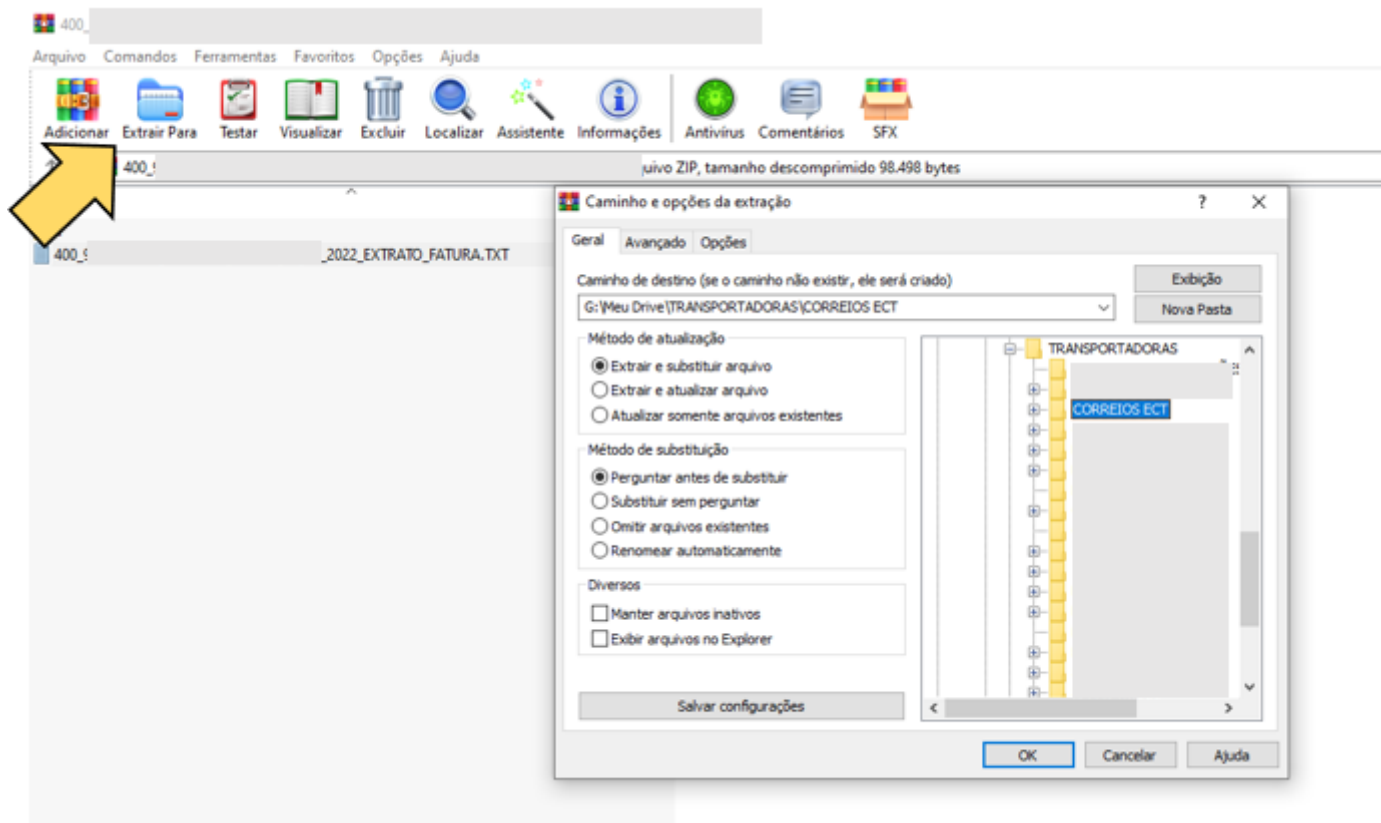 400_
Arquivo Comandos Ferramentas Favoritos Opções Ajuda
Adicionar Extrair Para Testar Visualizar Excluir Localizar Assistente Informações Antivírus Comentários SFX
400_ ZIP, tamanho descomprimido 98.498 bytes
400_ _2022_EXTRATO_FATURA.TXT
Caminho e opções da extração
Geral Avançado Opções
Caminho de destino (se o caminho não existir, ele será criado)
Exibição
G:\Meu Drive\TRANSPORTADORAS\CORREIOS ECT
Nova Pasta
Método de atualização
Extrair e substituir arquivo
Extrair e atualizar arquivo
Atualizar somente arquivos existentes
Método de substituição
Perguntar antes de substituir
Substituir sem perguntar
Omitir arquivos existentes
Renomear automaticamente
Diversos
Manter arquivos inativos
Exibir arquivos no Explorer
Salvar configurações
TRANSPORTADORAS
CORREIOS ECT
OK Cancelar Ajuda